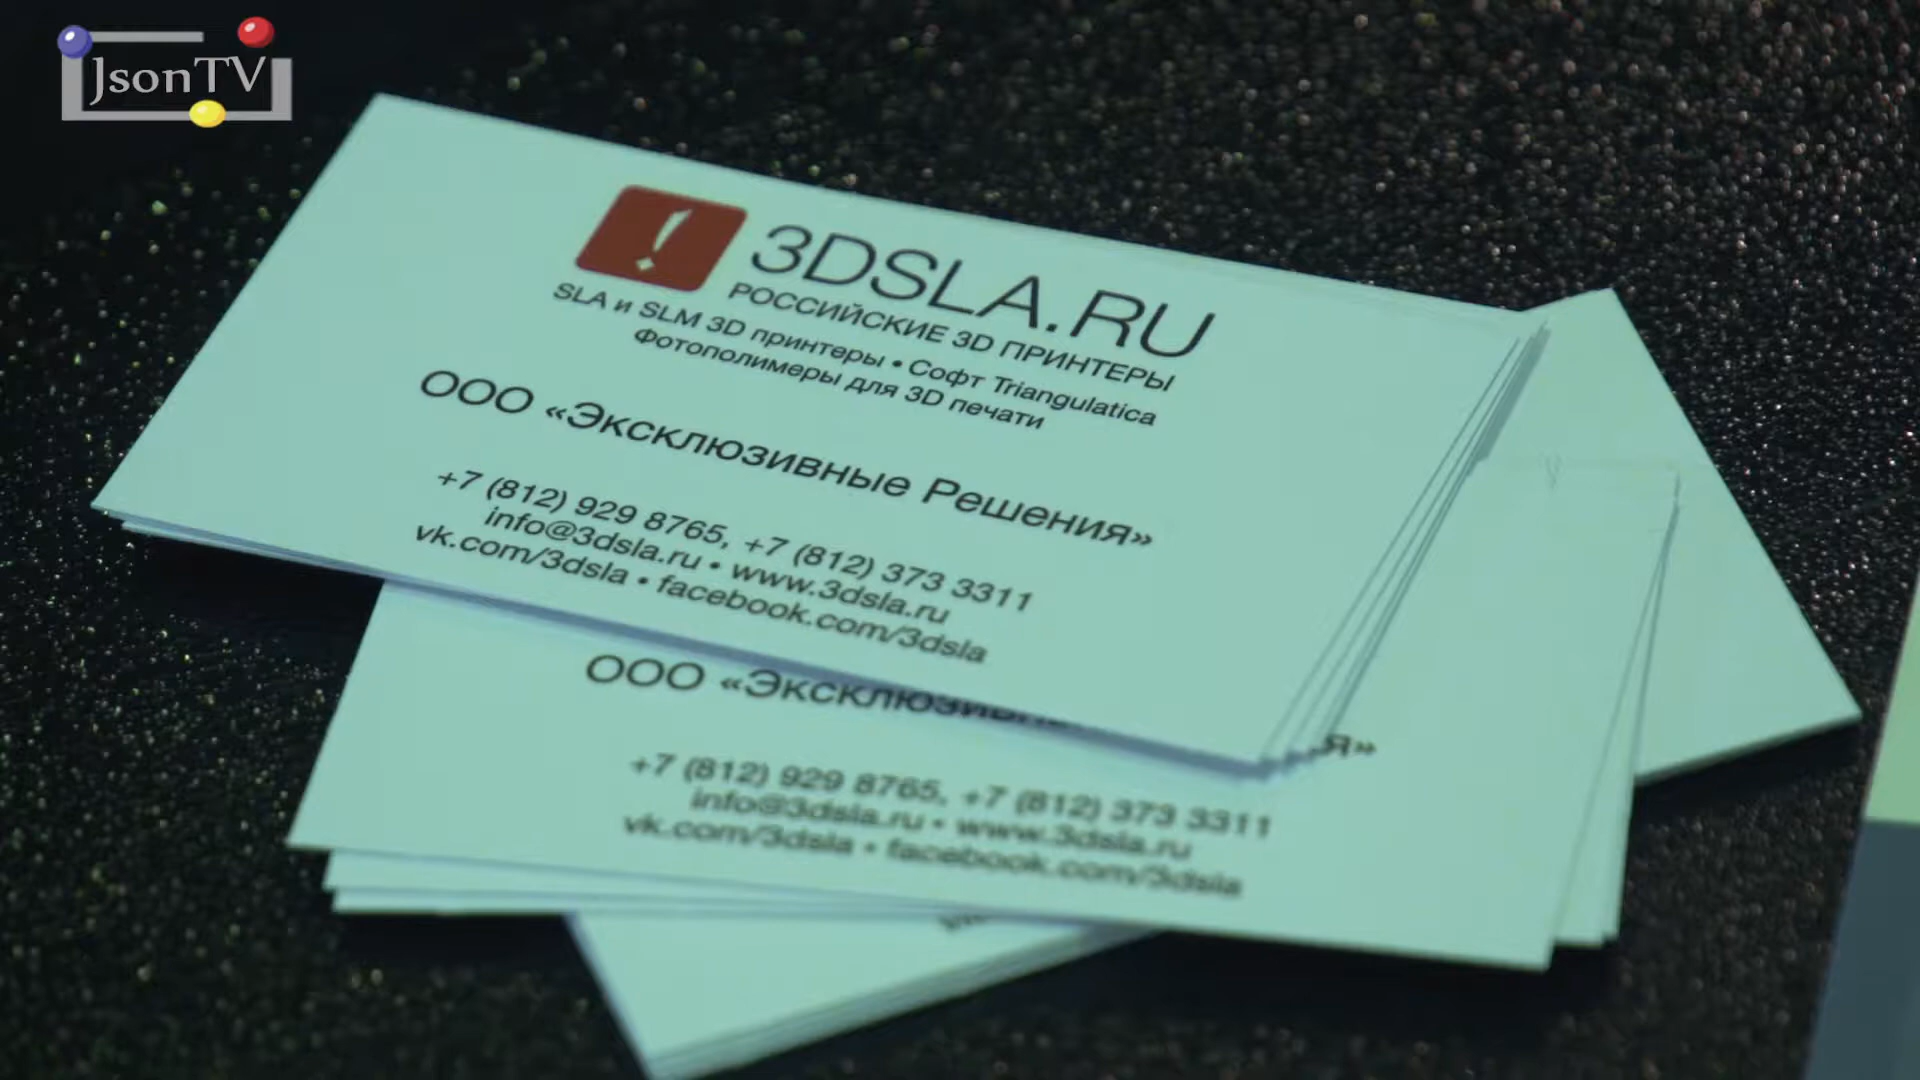 JsonTV
3DSLA.RU
РОССИЙСКИЕ 3D ПРИНТЕРЫ
SLA и SLM 3D принтеры • Софт Triangulatica
Фотополимеры для 3D печати
ООО «Эксклюзивные Решения»
+7 (812) 929 8765, +7 (812) 373 3311
info@3dsla.ru • www.3dsla.ru
vk.com/3dsla • facebook.com/3dsla
ООО
+7 (812) 929 8765, +7 (812) 373 3311
info@3dsla.ru • www.3dsla.ru
vk.com/3dsla • facebook.com/3dsla